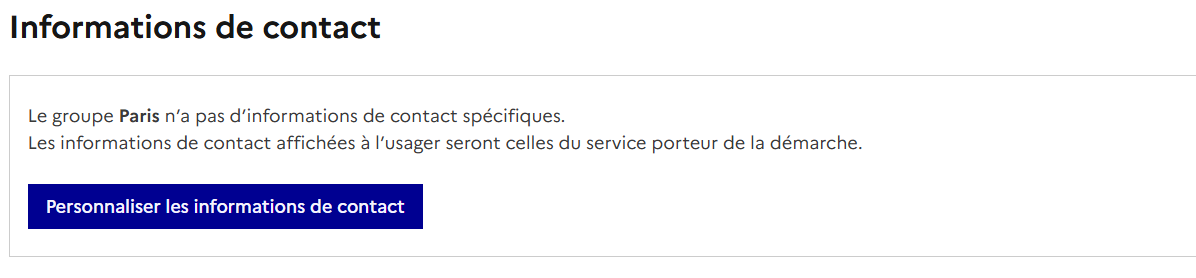 Informations de contact
Le groupe Paris n’a pas d’informations de contact spécifiques.
Les informations de contact affichées à l’usager seront celles du service porteur de la démarche.
Personnaliser les informations de contact